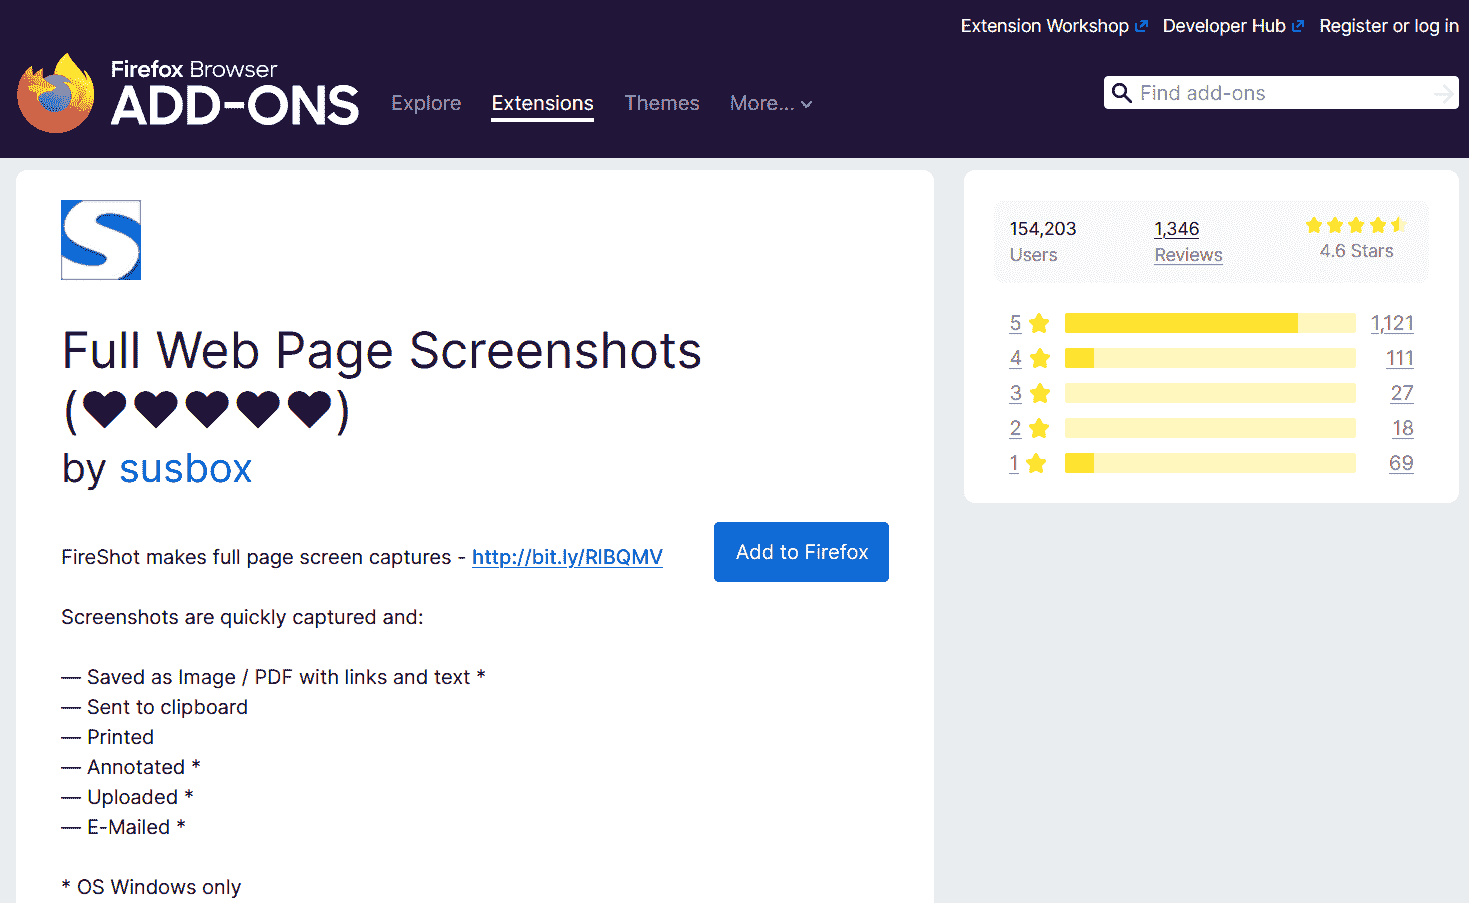 Extension Workshop Developer Hub Register or log in
Firefox Browser
ADD-ONS
Explore Extensions Themes More...
Find add-ons
Full Web Page Screenshots
(♥♥♥♥♥)
by susbox
FireShot makes full page screen captures - http://bit.ly/RIBQMV
Add to Firefox
Screenshots are quickly captured and:
— Saved as Image / PDF with links and text *
— Sent to clipboard
— Printed
— Annotated *
— Uploaded *
— E-Mailed *
* OS Windows only
154,203 1,346
Users Reviews 4.6 Stars
5 1,121
4 111
3 27
2 18
1 69